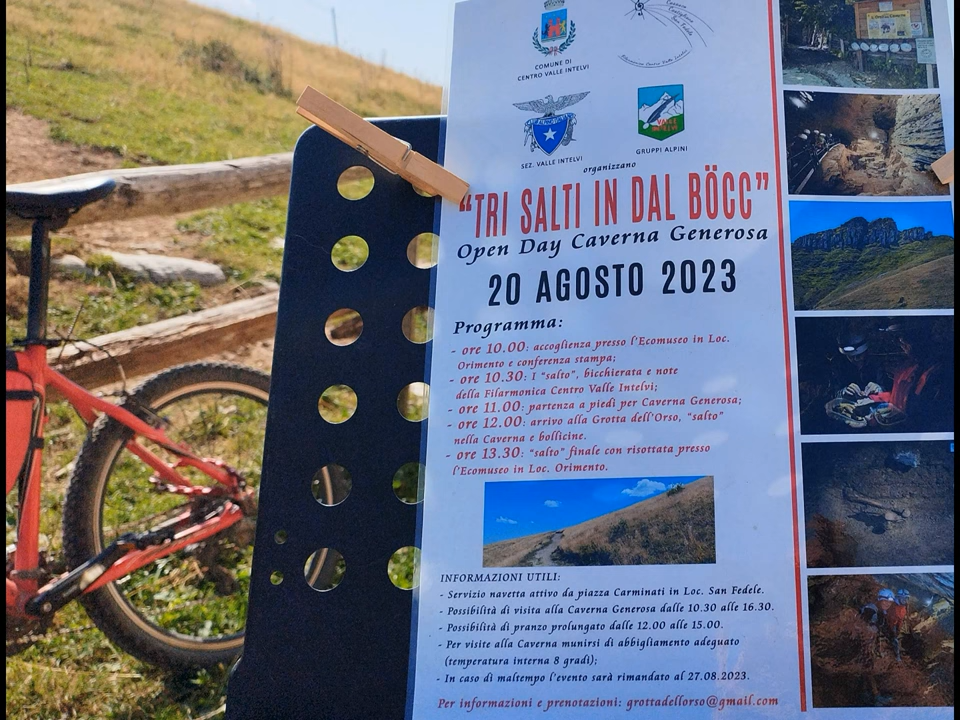 COMUNE DI
CENTRO VALLE INTELVI
SEZ. VALLE INTELVI
VALLE
INTELVI
GRUPPI ALPINI
organizzano
"TRI SALTI IN DAL BÖCC"
Open Day Caverna Generosa
20 AGOSTO 2023
Programma:
- ore 10.00: accoglienza presso l'Ecomuseo in Loc.
Orimento e conferenza stampa;
- ore 10.30: I "salto", bicchierata e note
della Filarmonica Centro Valle Intelvi;
- ore 11.00: partenza a piedi per Caverna Generosa;
- ore 12.00: arrivo alla Grotta dell'Orso, "salto"
nella Caverna e bollicine.
- ore 13.30: "salto" finale con risottata presso
l'Ecomuseo in Loc. Orimento.
INFORMAZIONI UTILI:
- Servizio navetta attivo da piazza Carminati in Loc. San Fedele.
- Possibilità di visita alla Caverna Generosa dalle 10.30 alle 16.30.
- Possibilità di pranzo prolungato dalle 12.00 alle 15.00.
- Per visite alla Caverna munirsi di abbigliamento adeguato
(temperatura interna 8 gradi);
- In caso di maltempo l'evento sarà rimandato al 27.08.2023.
Per informazioni e prenotazioni: grottadellorso@gmail.com